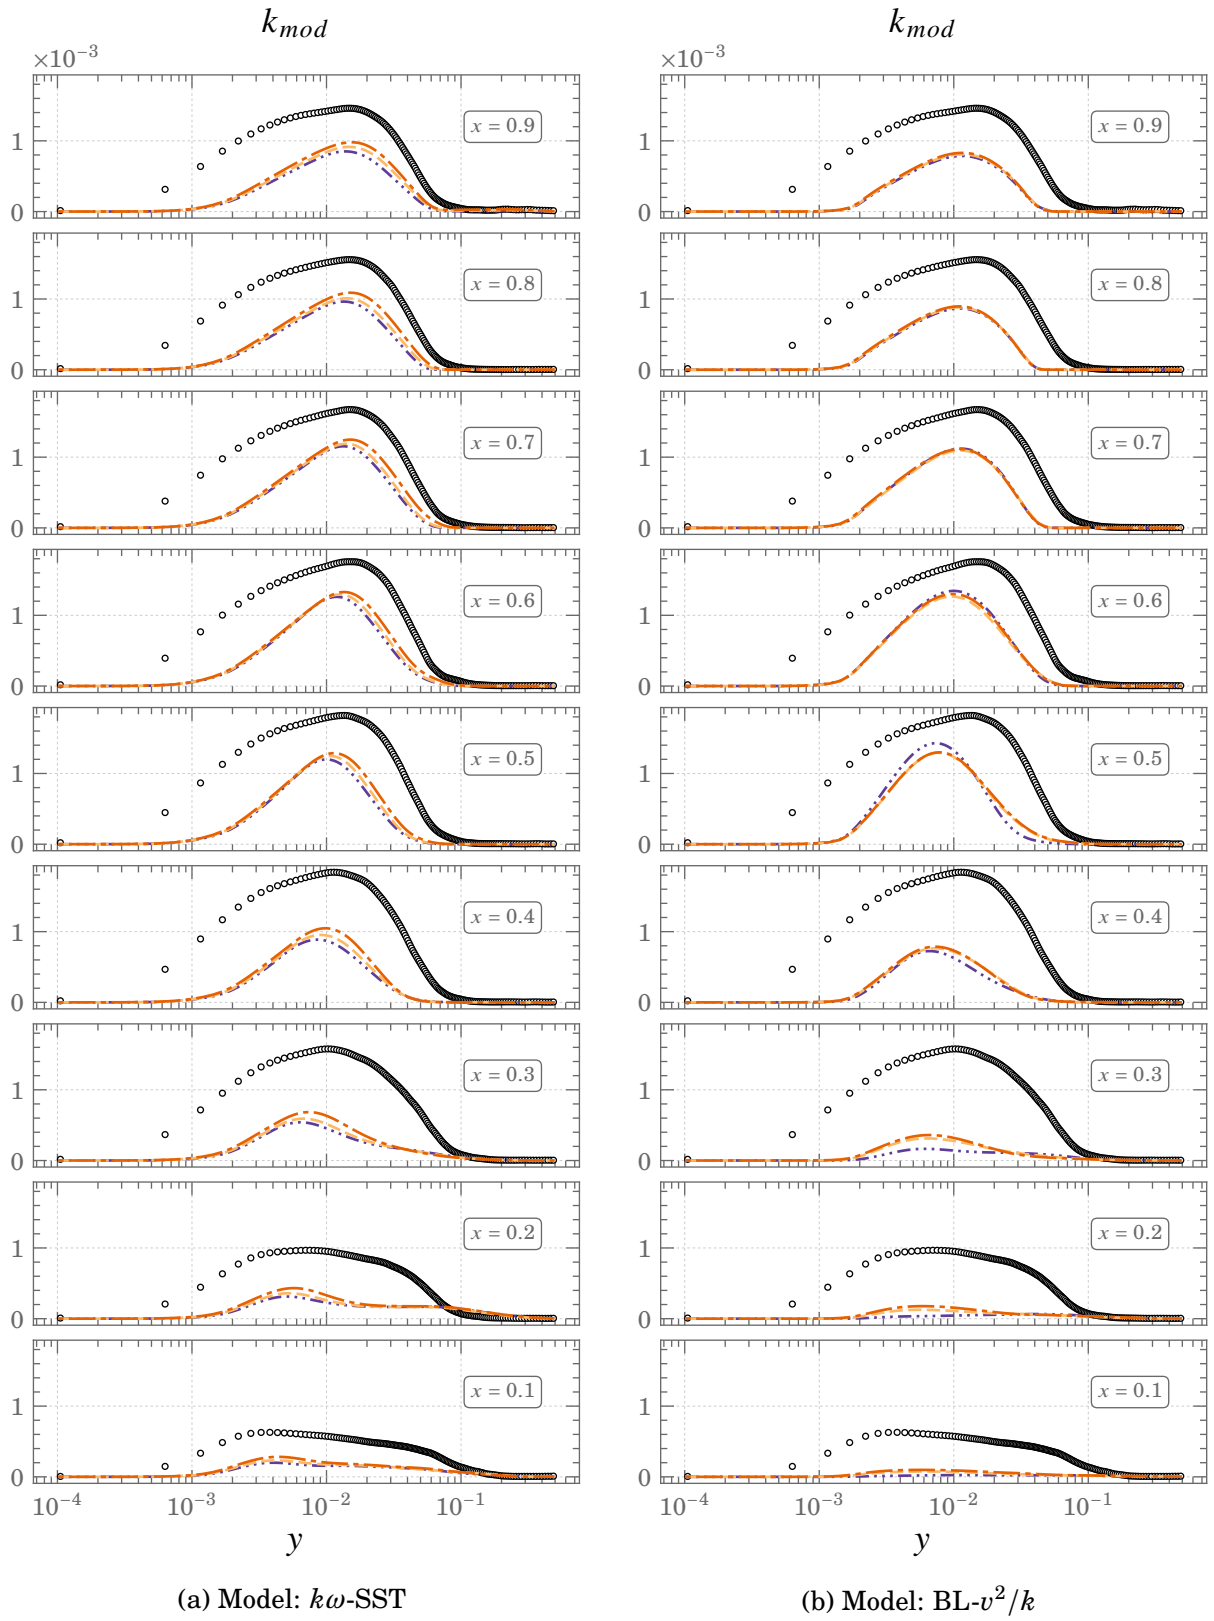 k_{mod} k_{mod}
×10⁻³ ×10⁻³
x = 0.9 x = 0.9
1 1
0 0
x = 0.8 x = 0.8
1 1
0 0
x = 0.7 x = 0.7
1 1
0 0
x = 0.6 x = 0.6
1 1
0 0
x = 0.5 x = 0.5
1 1
0 0
x = 0.4 x = 0.4
1 1
0 0
x = 0.3 x = 0.3
1 1
0 0
x = 0.2 x = 0.2
1 1
0 0
x = 0.1 x = 0.1
1 1
0 0
10⁻⁴ 10⁻³ 10⁻² 10⁻¹ 10⁻⁴ 10⁻³ 10⁻² 10⁻¹
y y
(a) Model: kω-SST (b) Model: BL-v²/k